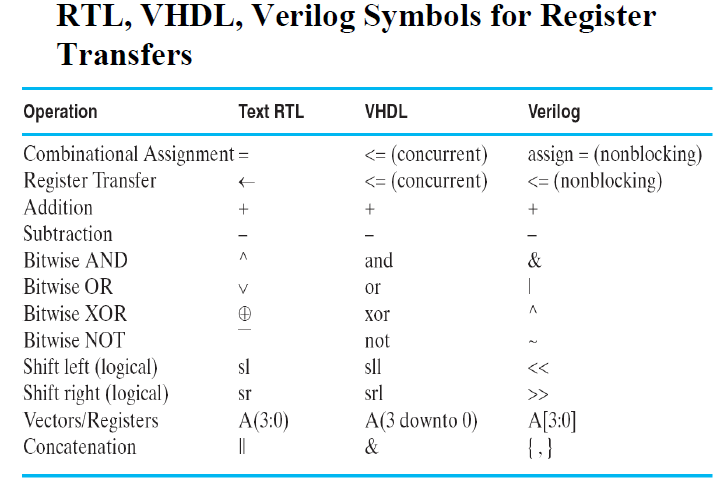 RTL, VHDL, Verilog Symbols for Register
Transfers
Operation Text RTL VHDL Verilog
Combinational Assignment = <= (concurrent) assign = (nonblocking)
Register Transfer ← <= (concurrent) <= (nonblocking)
Addition + + +
Subtraction – – –
Bitwise AND ^ and &
Bitwise OR ∨ or |
Bitwise XOR ⊕ xor ^
Bitwise NOT ‾ not ~
Shift left (logical) sl sll <<
Shift right (logical) sr srl >>
Vectors/Registers A(3:0) A(3 downto 0) A[3:0]
Concatenation || & { , }